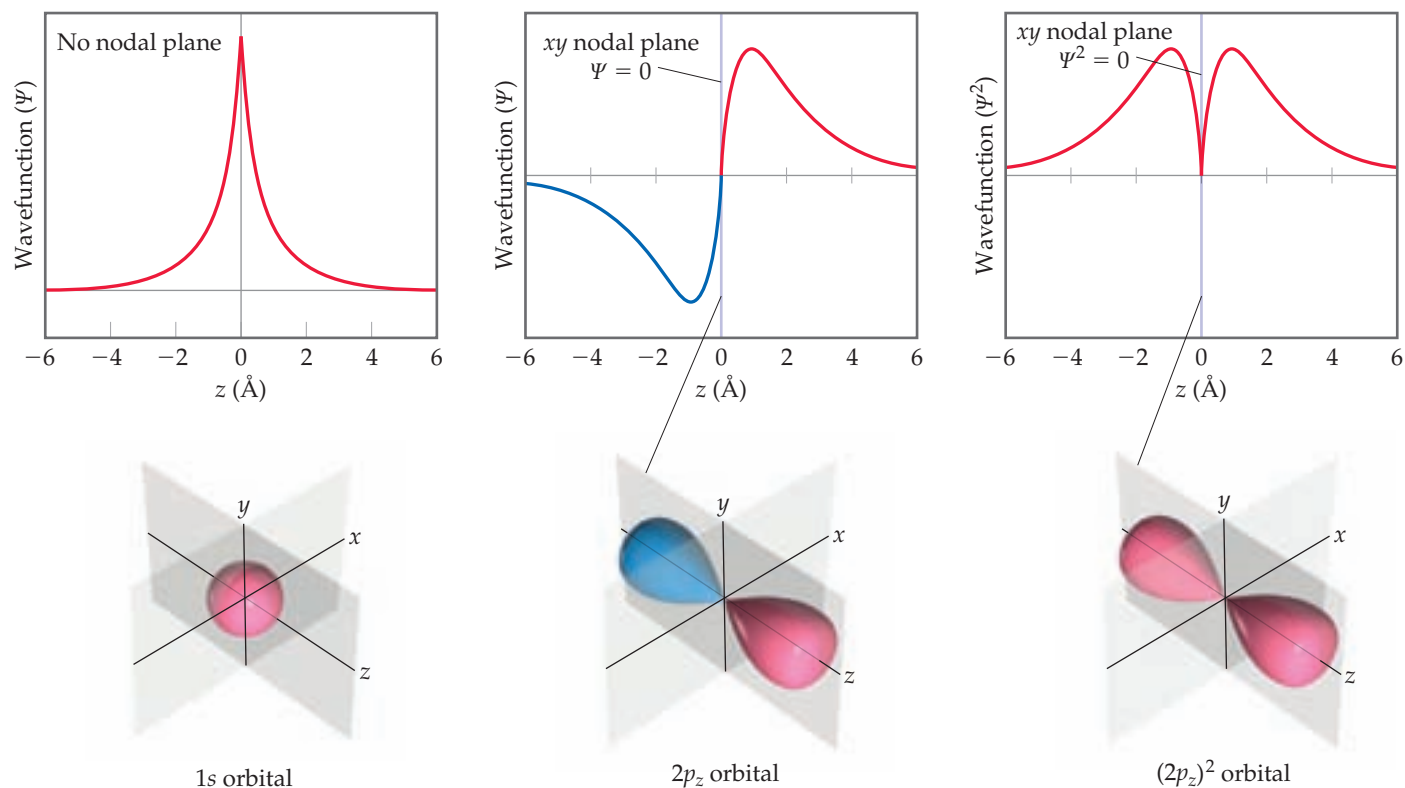 No nodal plane
Wavefunction (Ψ)
−6 −4 −2 0 2 4 6
z (Å)
xy nodal plane
Ψ = 0
Wavefunction (Ψ)
−6 −4 −2 0 2 4 6
z (Å)
xy nodal plane
Ψ² = 0
Wavefunction (Ψ²)
−6 −4 −2 0 2 4 6
z (Å)
y
x
z
1s orbital
y
x
z
2p_z orbital
y
x
z
(2p_z)² orbital